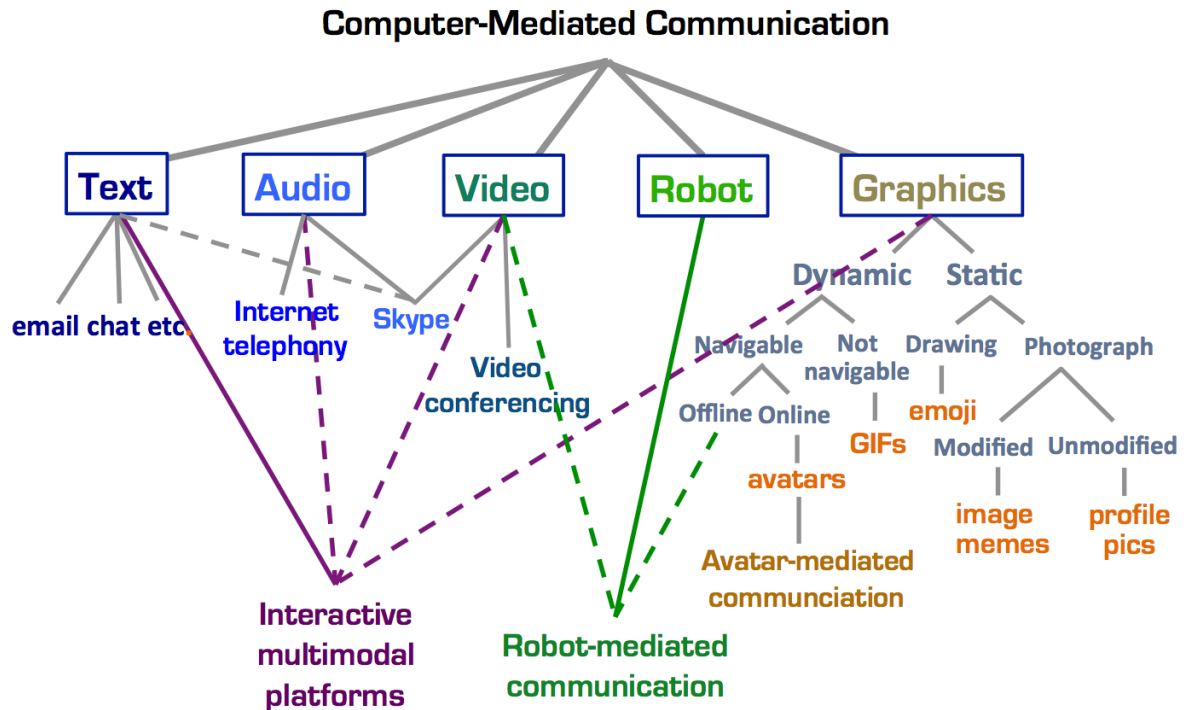 Computer-Mediated Communication
Text
Audio
Video
Robot
Graphics
Dynamic
Static
email chat etc.
Internet
telephony
Skype
Video
conferencing
Navigable
Not
navigable
Drawing
Photograph
Offline
Online
GIFs
emoji
Modified
Unmodified
avatars
image
memes
profile
pics
Avatar-mediated
communciation
Interactive
multimodal
platforms
Robot-mediated
communication